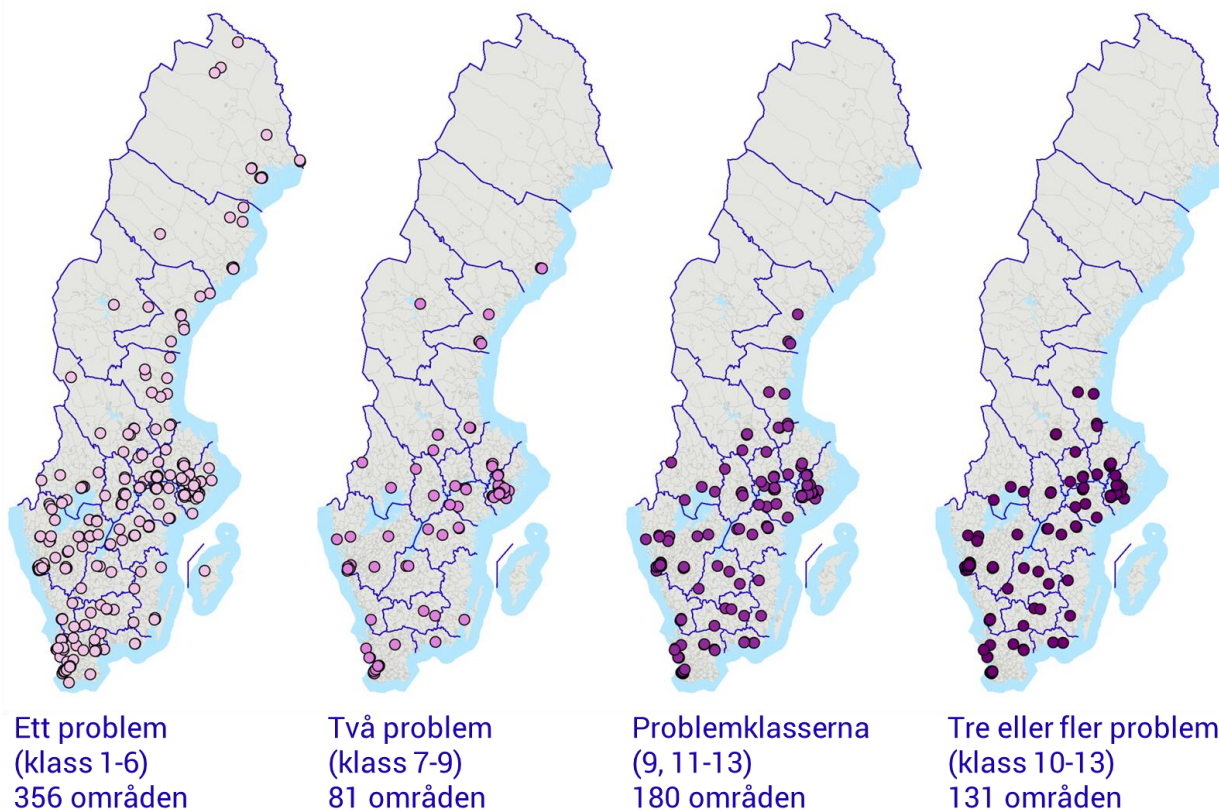 Ett problem
(klass 1-6)
356 områden
Två problem
(klass 7-9)
81 områden
Problemklasserna
(9, 11-13)
180 områden
Tre eller fler problem
(klass 10-13)
131 områden